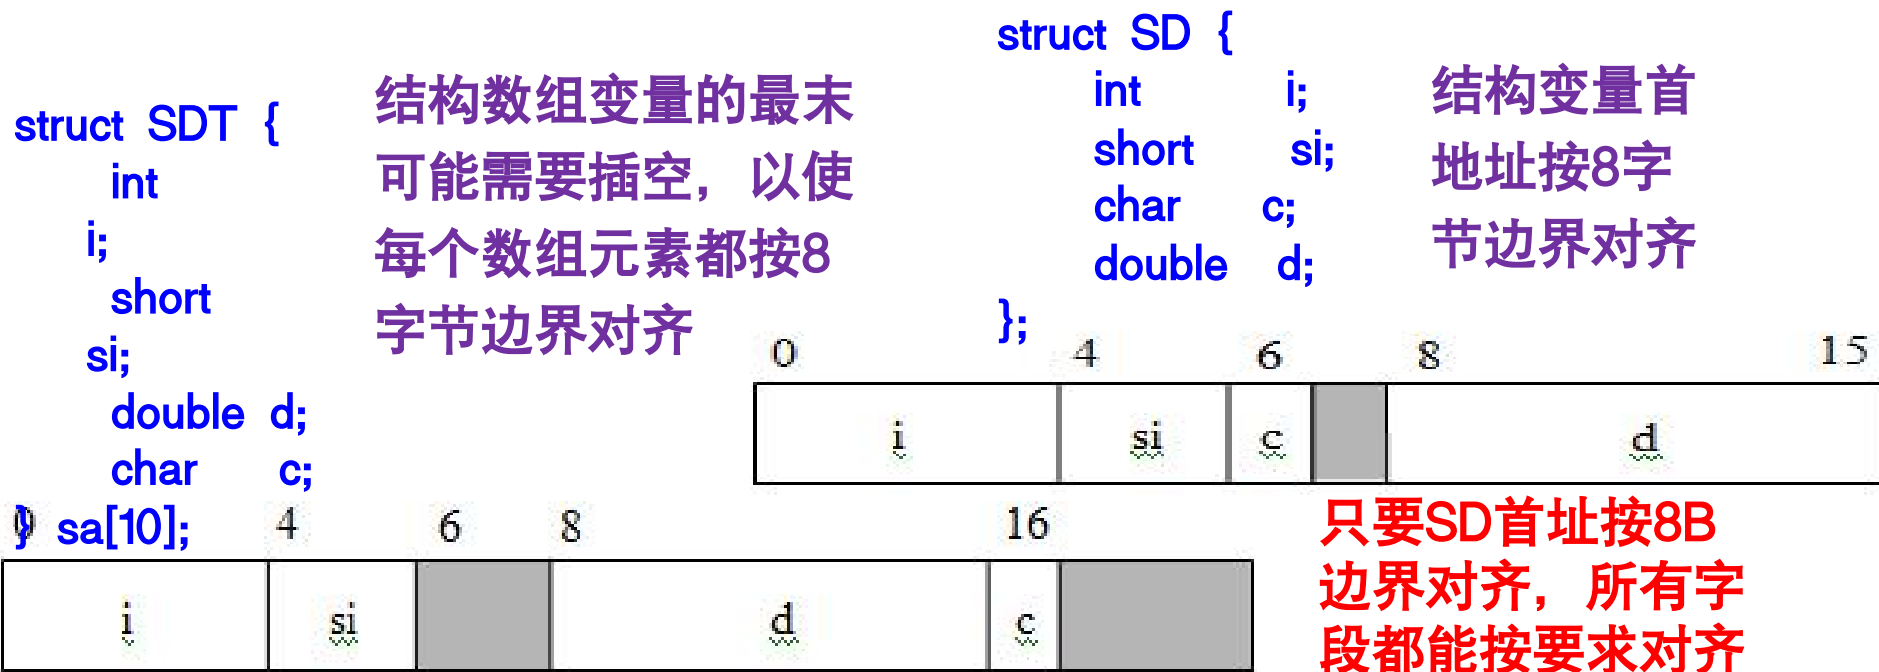 struct SDT {
int
i;
short
si;
double d;
char c;
} sa[10];
结构数组变量的最末
可能需要插空，以使
每个数组元素都按8
字节边界对齐
struct SD {
int i;
short si;
char c;
double d;
};
结构变量首
地址按8字
节边界对齐
0 4 6 8 15
i si c d
0 4 6 8 16
i si d c
只要SD首址按8B
边界对齐，所有字
段都能按要求对齐